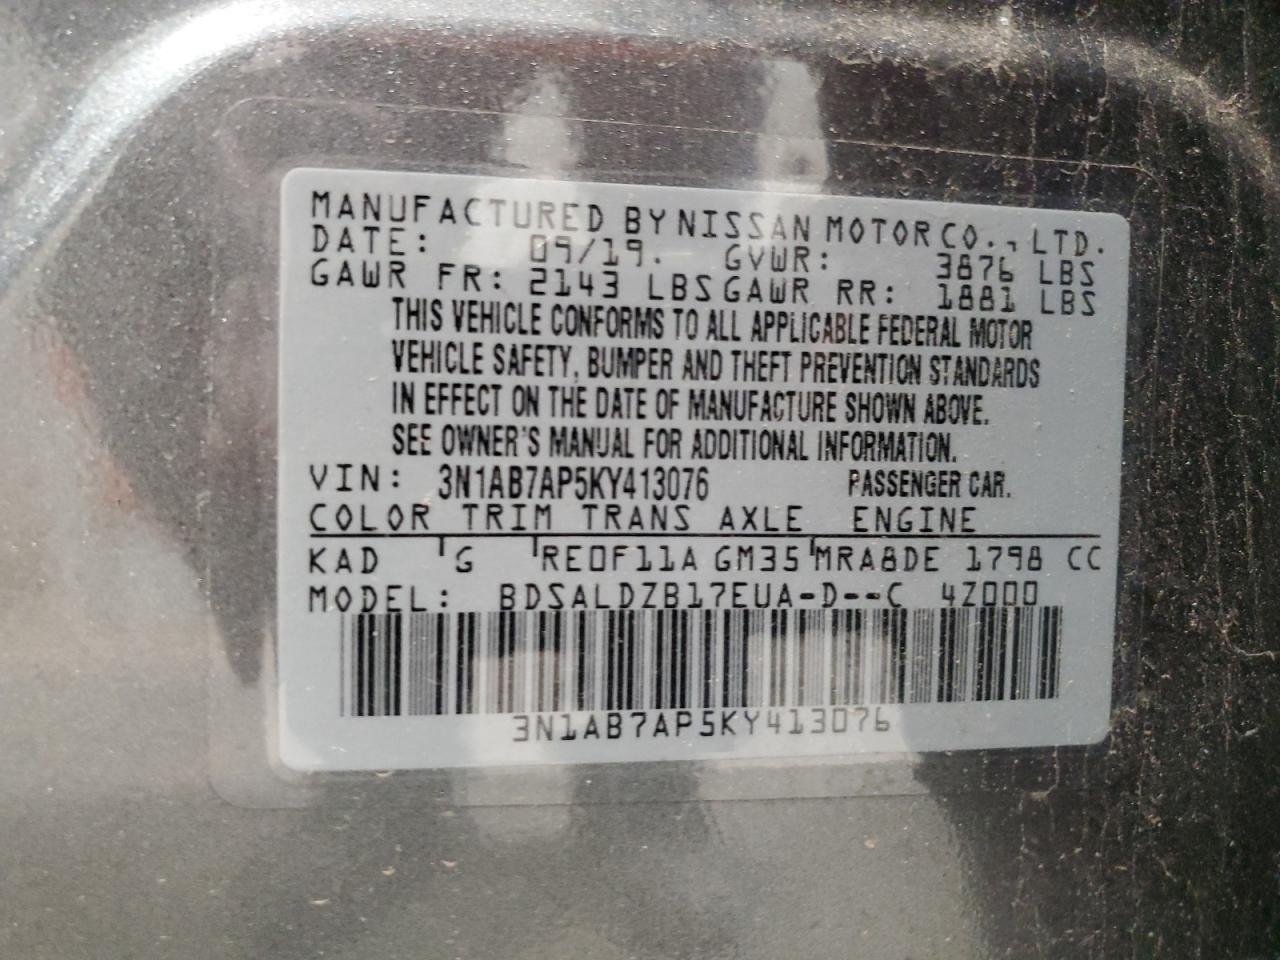 MANUFACTURED BY NISSAN MOTOR CO., LTD.
DATE: 09/19. GVWR: 3876 LBS
GAWR FR: 2143 LBS GAWR RR: 1881 LBS
THIS VEHICLE CONFORMS TO ALL APPLICABLE FEDERAL MOTOR
VEHICLE SAFETY, BUMPER AND THEFT PREVENTION STANDARDS
IN EFFECT ON THE DATE OF MANUFACTURE SHOWN ABOVE.
SEE OWNER'S MANUAL FOR ADDITIONAL INFORMATION.
VIN: 3N1AB7AP5KY413076 PASSENGER CAR.
COLOR TRIM TRANS AXLE ENGINE
KAD G RE0F11A GM35 MRA8DE 1798 CC
MODEL: BDSALDZB17EUA-D--C 4Z000
3N1AB7AP5KY413076